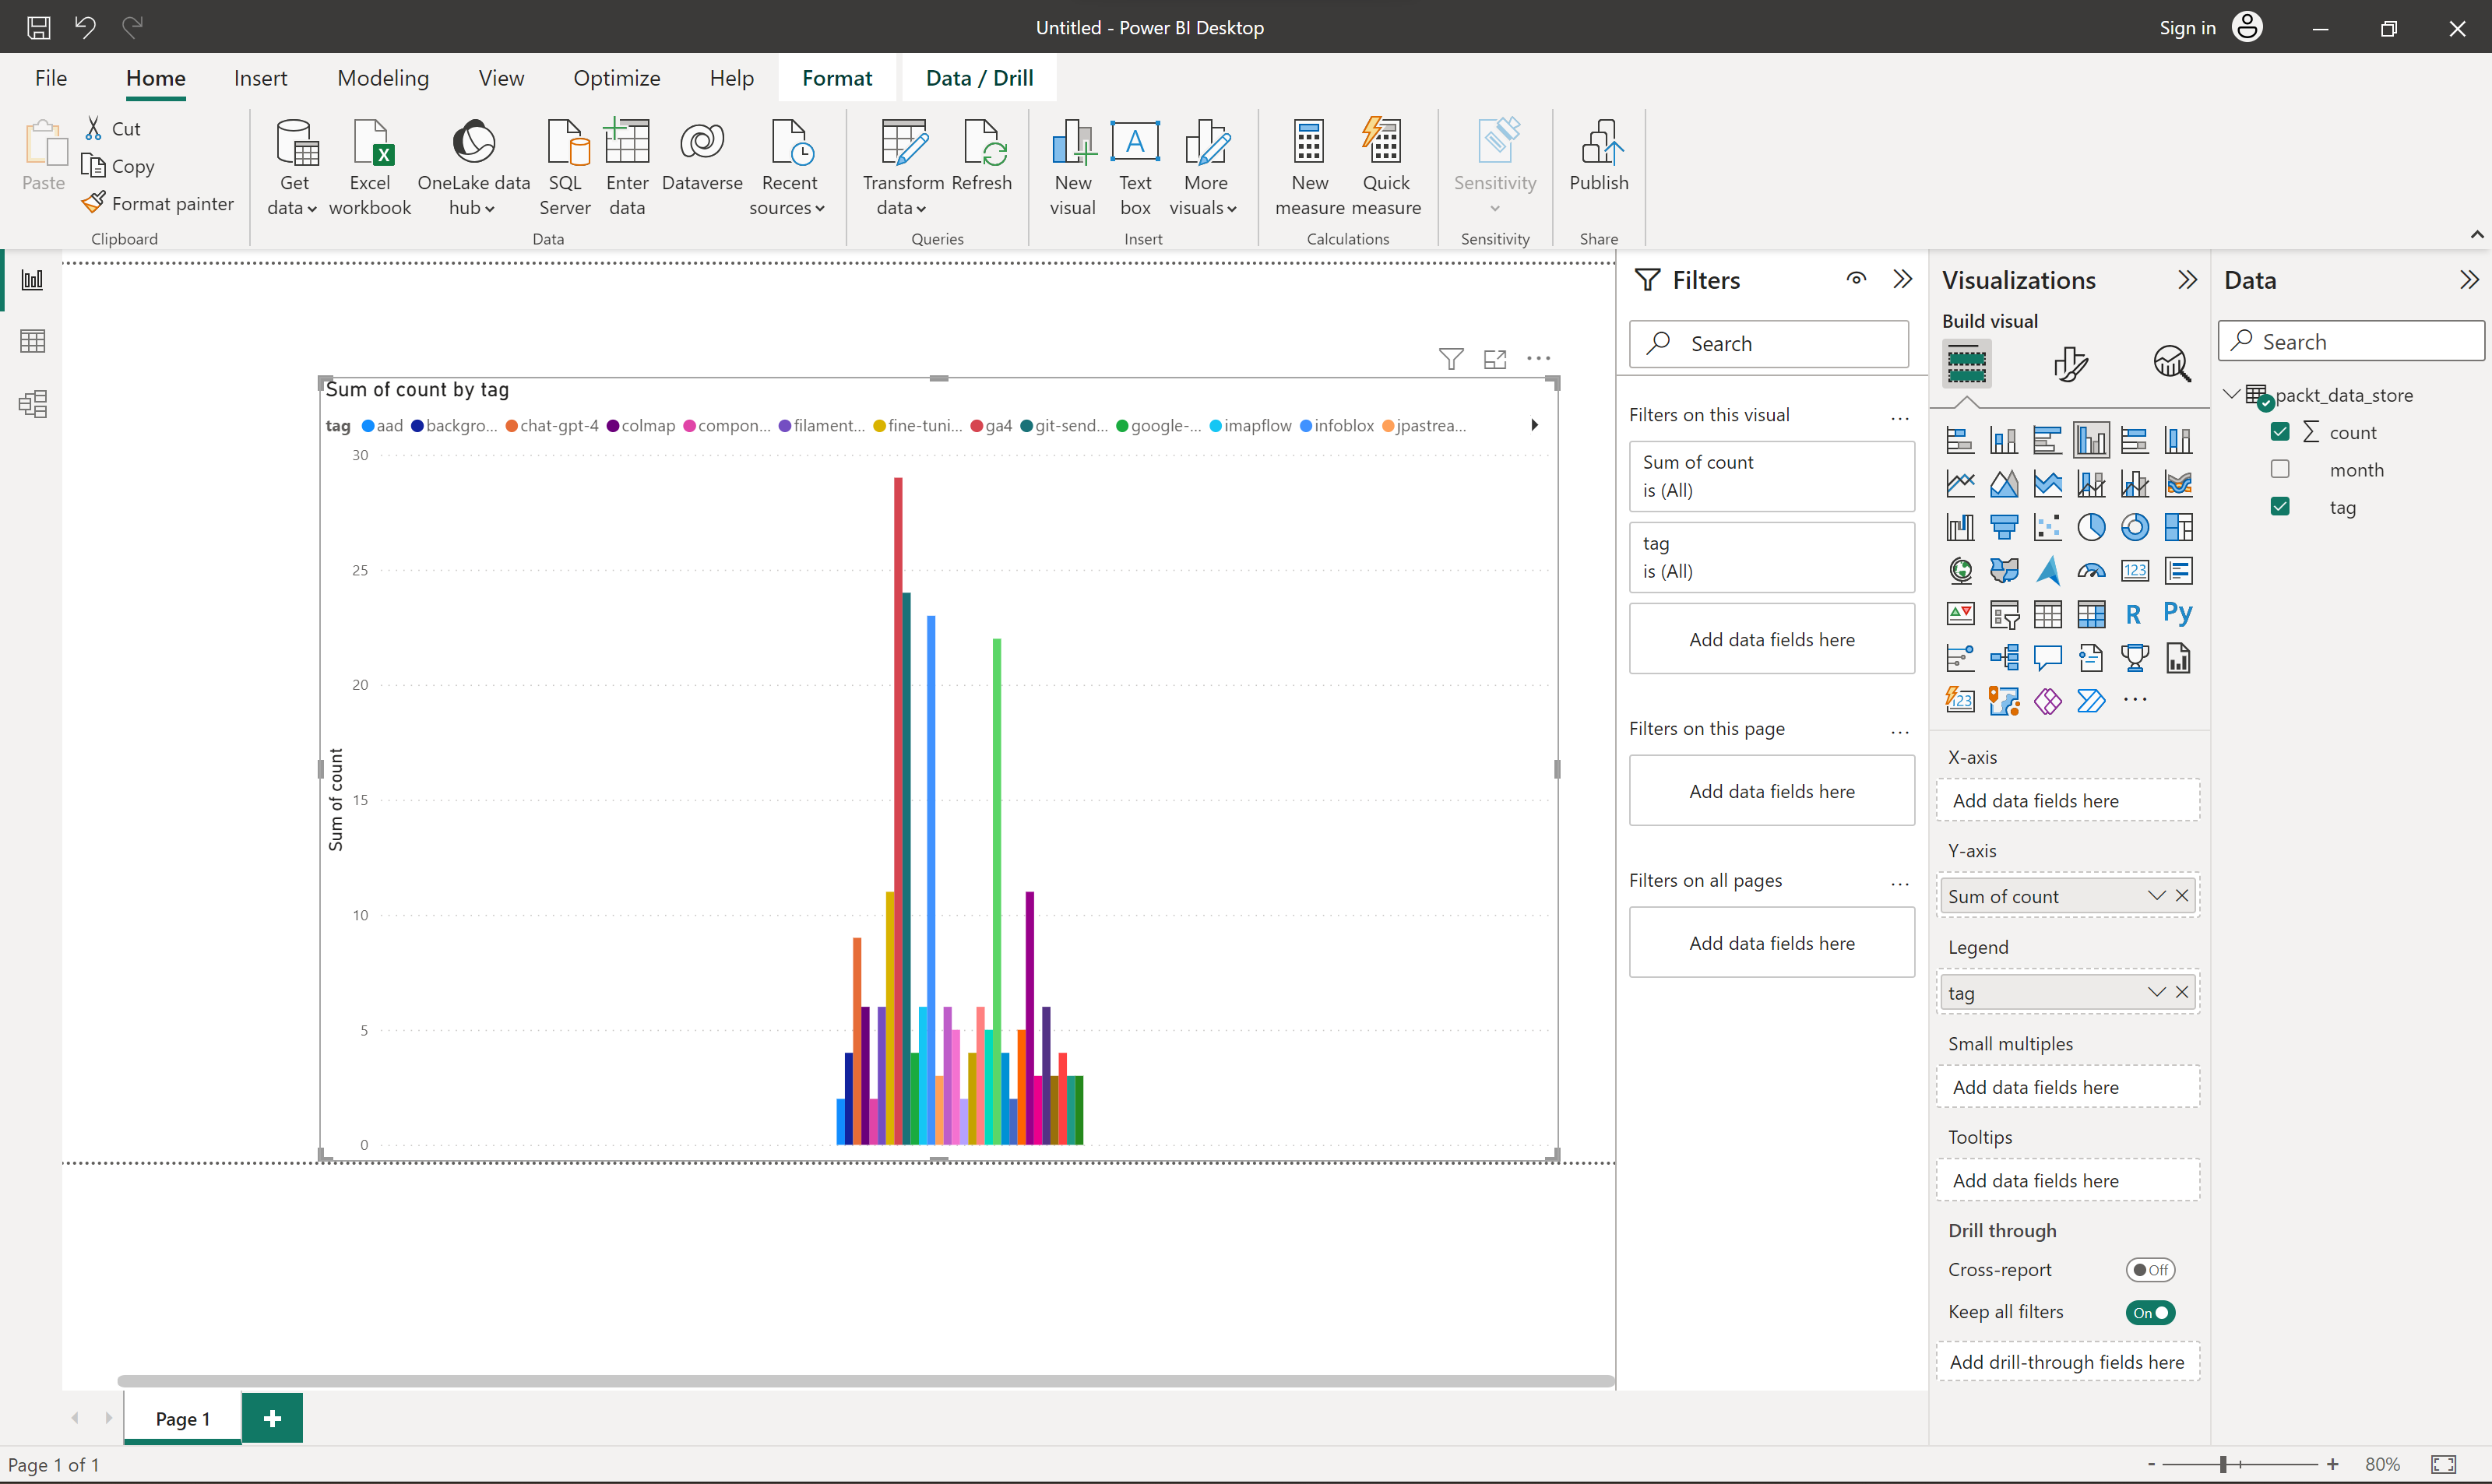 Untitled - Power BI Desktop
Sign in
File Home Insert Modeling View Optimize Help Format Data / Drill
Paste
Cut
Copy
Format painter
Clipboard
Get data
Excel workbook
OneLake data hub
SQL Server
Enter data
Dataverse
Recent sources
Data
Transform data
Refresh
Queries
New visual
Text box
More visuals
Insert
New measure
Quick measure
Calculations
Sensitivity
Sensitivity
Publish
Share
Sum of count by tag
tag aad backgro... chat-gpt-4 colmap compon... filament... fine-tuni... ga4 git-send... google-... imapflow infoblox jpastrea...
30
25
20
15
10
5
0
Sum of count
Filters
Search
Filters on this visual ...
Sum of count
is (All)
tag
is (All)
Add data fields here
Filters on this page ...
Add data fields here
Filters on all pages ...
Add data fields here
Visualizations
Build visual
123
R
Py
123
...
X-axis
Add data fields here
Y-axis
Sum of count
Legend
tag
Small multiples
Add data fields here
Tooltips
Add data fields here
Drill through
Cross-report Off
Keep all filters On
Add drill-through fields here
Data
Search
packt_data_store
∑ count
month
tag
Page 1
+
Page 1 of 1
- + 80%